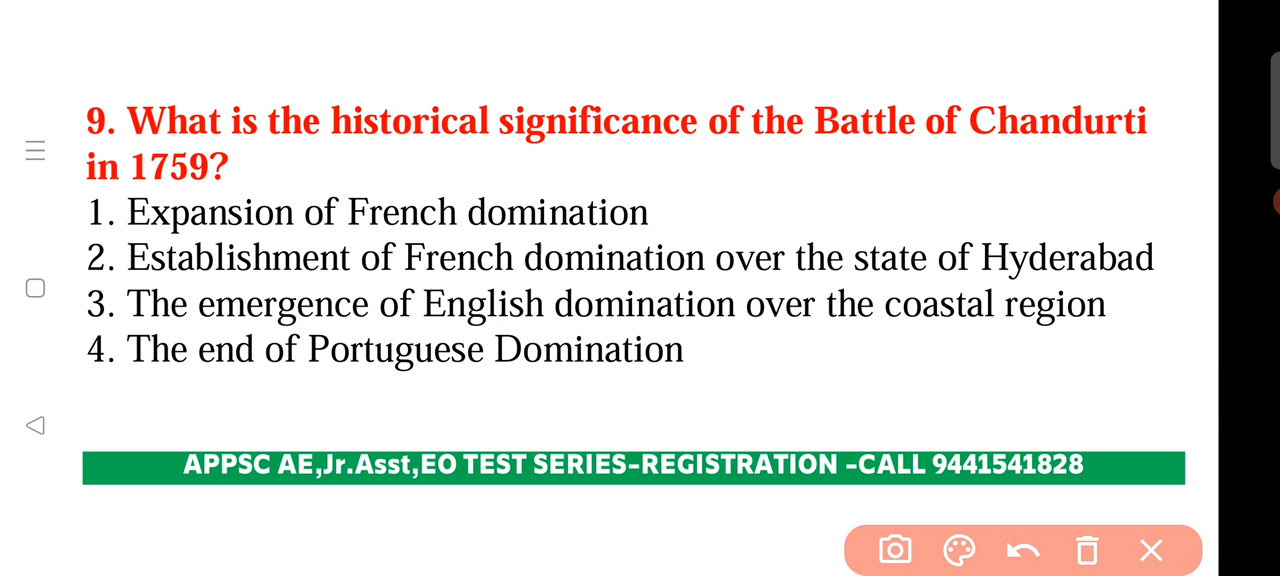 9. What is the historical significance of the Battle of Chandurti
in 1759?
1. Expansion of French domination
2. Establishment of French domination over the state of Hyderabad
3. The emergence of English domination over the coastal region
4. The end of Portuguese Domination
APPSC AE,Jr.Asst,EO TEST SERIES-REGISTRATION -CALL 9441541828